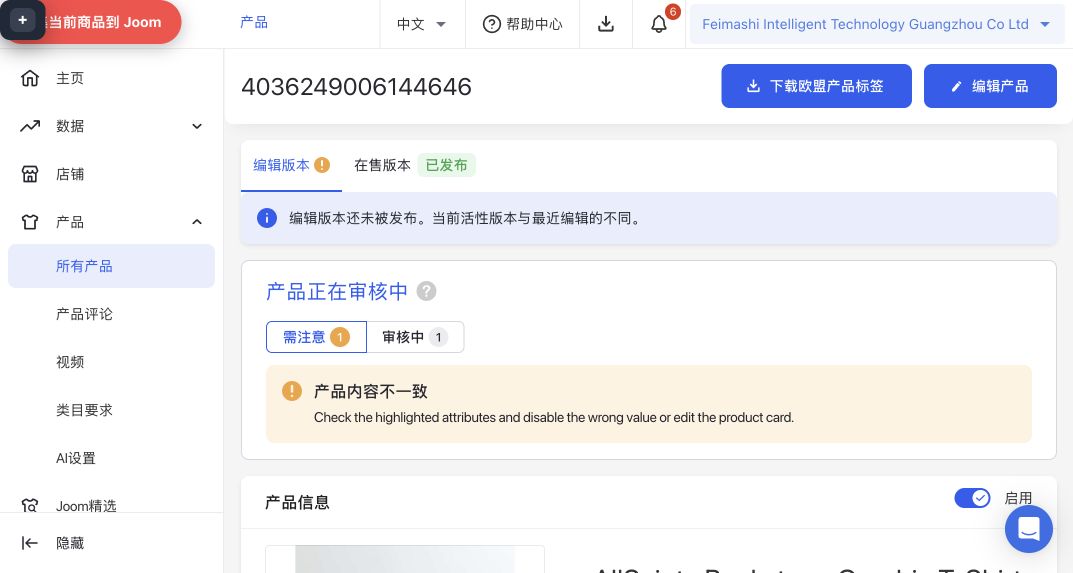 +
当前商品到 Joom
产品
中文
帮助中心
6
Feimashi Intelligent Technology Guangzhou Co Ltd
主页
数据
店铺
产品
所有产品
产品评论
视频
类目要求
AI设置
Joom精选
隐藏
4036249006144646
下载欧盟产品标签
编辑产品
编辑版本
在售版本 已发布
编辑版本还未被发布。当前活性版本与最近编辑的不同。
产品正在审核中 ?
需注意 1
审核中 1
产品内容不一致
Check the highlighted attributes and disable the wrong value or edit the product card.
产品信息
启用